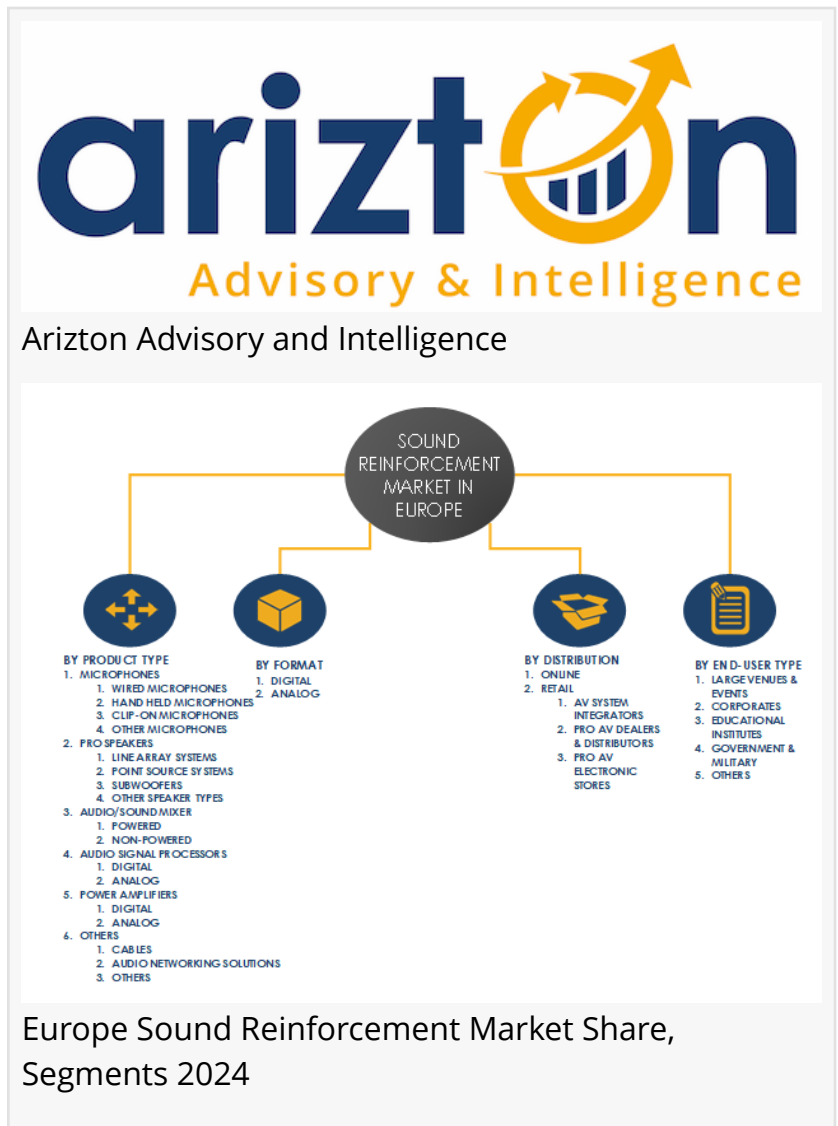 arizton
Advisory & Intelligence
Arizton Advisory and Intelligence
SOUND
REINFORCEMENT
MARKET IN
EUROPE
BY PRODUCT TYPE
1. MICROPHONES
1. WIRED MICROPHONES
2. HAND HELD MICROPHONES
3. CLIP-ON MICROPHONES
4. OTHER MICROPHONES
2. PRO SPEAKERS
1. LINE ARRAY SYSTEMS
2. POINT SOURCE SYSTEMS
3. SUBWOOFERS
4. OTHER SPEAKER TYPES
3. AUDIO/SOUND MIXER
1. POWERED
2. NON-POWERED
4. AUDIO SIGNAL PROCESSORS
1. DIGITAL
2. ANALOG
5. POWER AMPLIFIERS
1. DIGITAL
2. ANALOG
6. OTHERS
1. CABLES
2. AUDIO NETWORKING SOLUTIONS
3. OTHERS
BY FORMAT
1. DIGITAL
2. ANALOG
BY DISTRIBUTION
1. ONLINE
2. RETAIL
1. AV SYSTEM
INTEGRATORS
2. PRO AV DEALERS
& DISTRIBUTORS
3. PRO AV
ELECTRONIC
STORES
BY END-USER TYPE
1. LARGE VENUES &
EVENTS
2. CORPORATES
3. EDUCATIONAL
INSTITUTES
4. GOVERNMENT &
MILITARY
5. OTHERS
Europe Sound Reinforcement Market Share,
Segments 2024